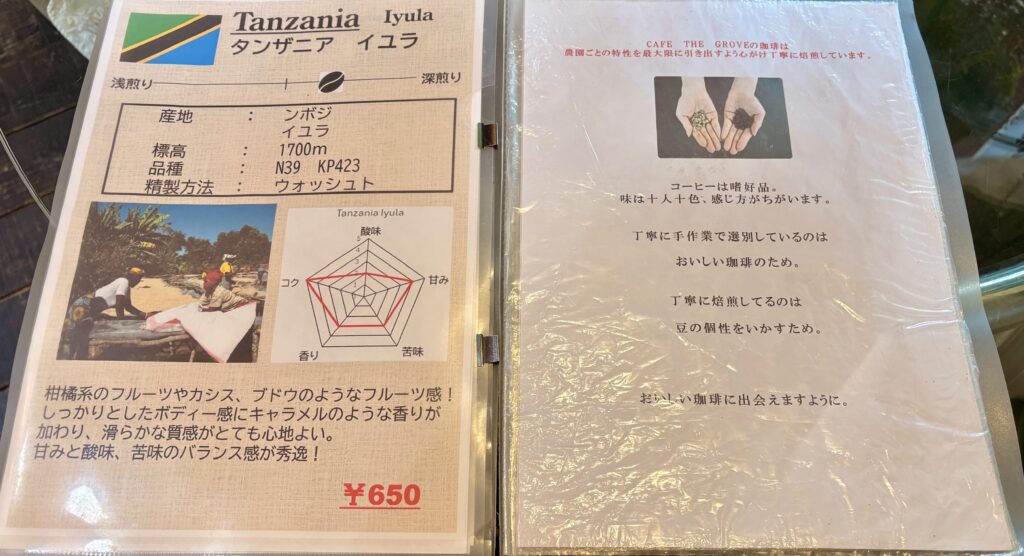 Tanzania Iyula
タンザニア イユラ
浅煎り 深煎り
産地 : ンボジ
イユラ
標高 : 1700m
品種 : N39 KP423
精製方法 : ウォッシュト
Tanzania Iyula
酸味
5
4
3
2
1
コク
甘み
香り
苦味
柑橘系のフルーツやカシス、ブドウのようなフルーツ感!
しっかりとしたボディー感にキャラメルのような香りが
加わり、滑らかな質感がとても心地よい。
甘みと酸味、苦味のバランス感が秀逸!
¥650
CAFE THE GROVEの珈琲は
農園ごとの特性を最大限に引き出すよう心がけ丁寧に焙煎しています。
コーヒーは嗜好品。
味は十人十色、感じ方がちがいます。
丁寧に手作業で選別しているのは
おいしい珈琲のため。
丁寧に焙煎してるのは
豆の個性をいかすため。
おいしい珈琲に出会えますように。